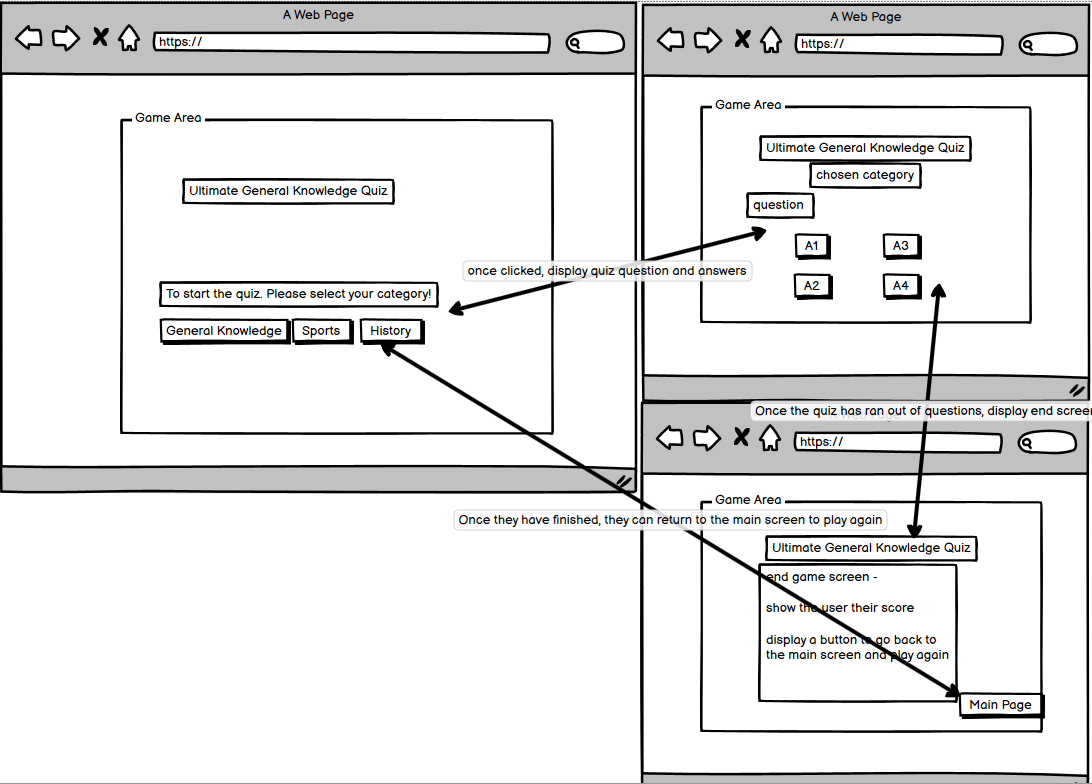 A Web Page
https://
Game Area
Ultimate General Knowledge Quiz
To start the quiz. Please select your category!
General Knowledge
Sports
History
once clicked, display quiz question and answers
A Web Page
https://
Game Area
Ultimate General Knowledge Quiz
chosen category
question
A1
A3
A2
A4
Once the quiz has ran out of questions, display end screen
https://
Game Area
Once they have finished, they can return to the main screen to play again
Ultimate General Knowledge Quiz
end game screen -
show the user their score
display a button to go back to
the main screen and play again
Main Page